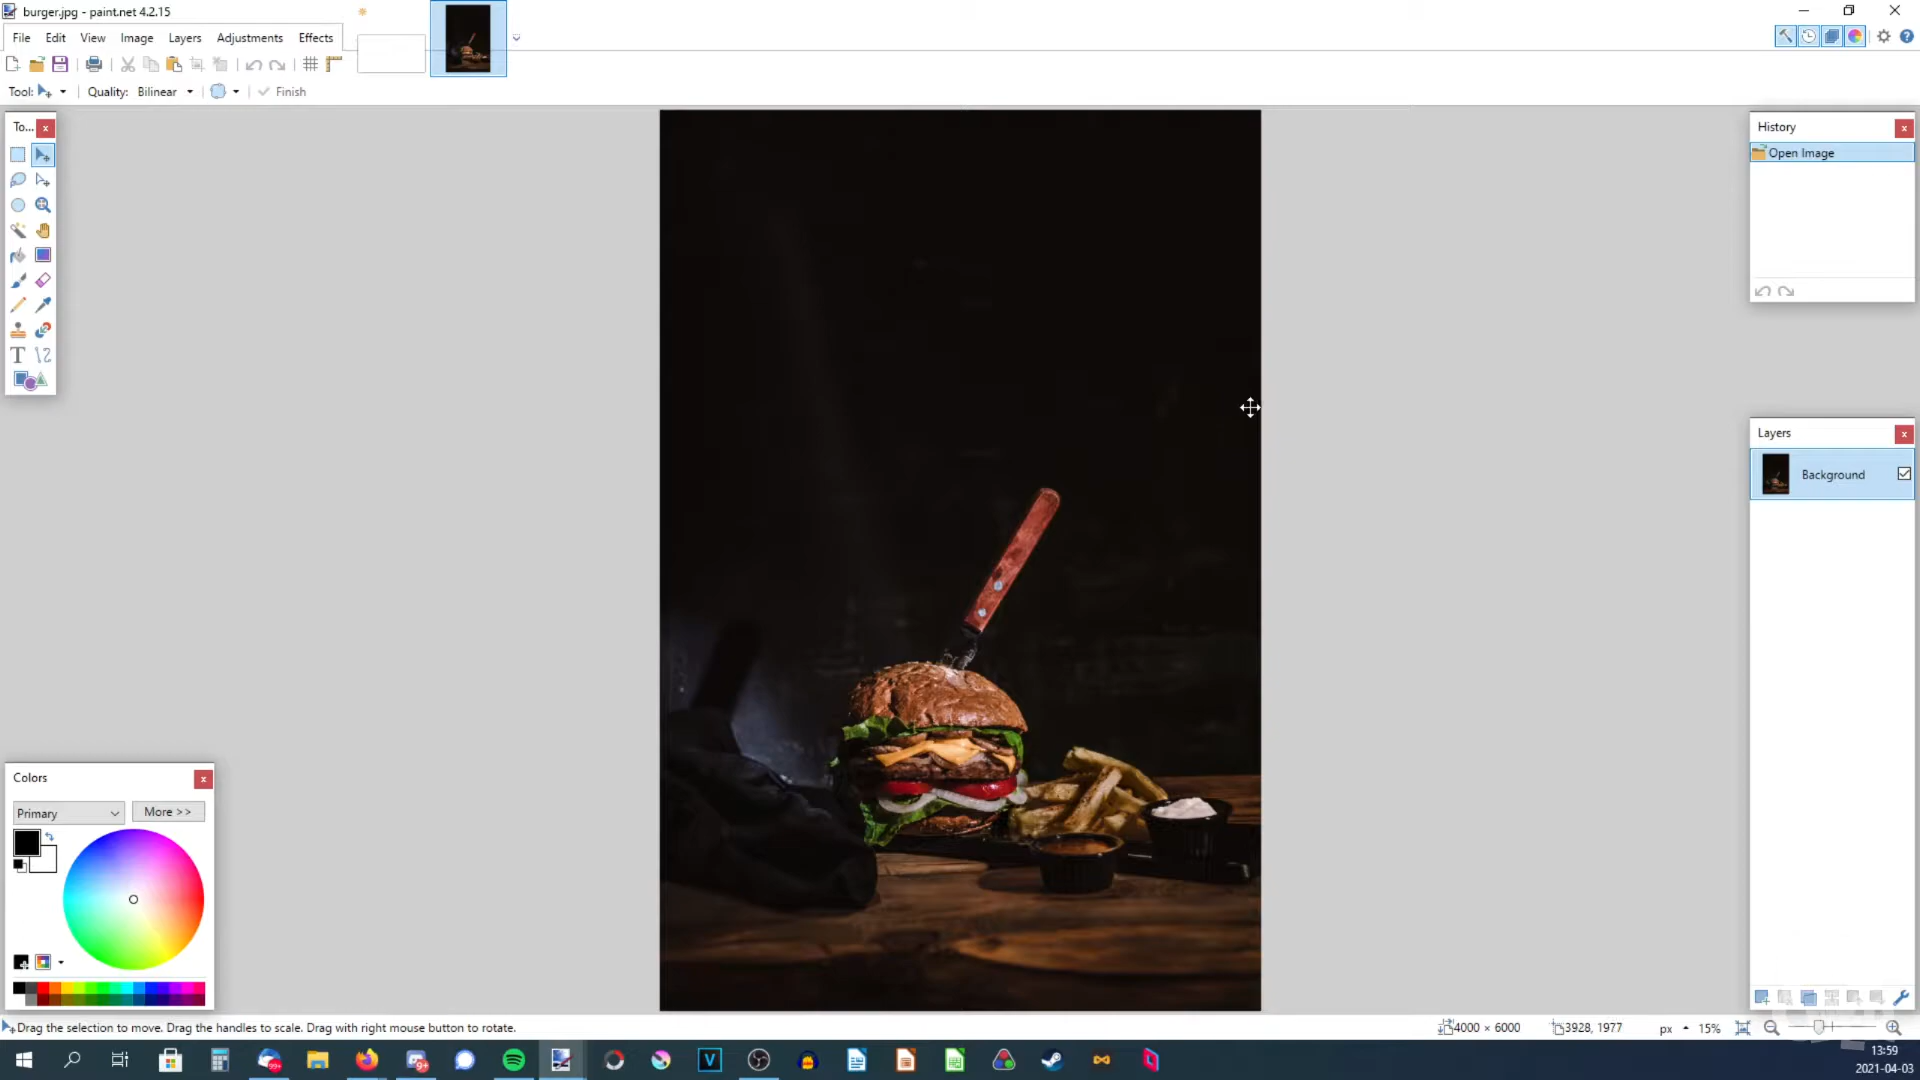 burger.jpg - paint.net 4.2.15
File Edit View Image Layers Adjustments Effects
Tool: Quality: Bilinear Finish
To...
History
Open Image
Layers
Background
Colors
Primary More >>
Drag the selection to move. Drag the handles to scale. Drag with right mouse button to rotate.
4000 × 6000 3928, 1977 px 15%
99+
9+
V
13:59
2021-04-03